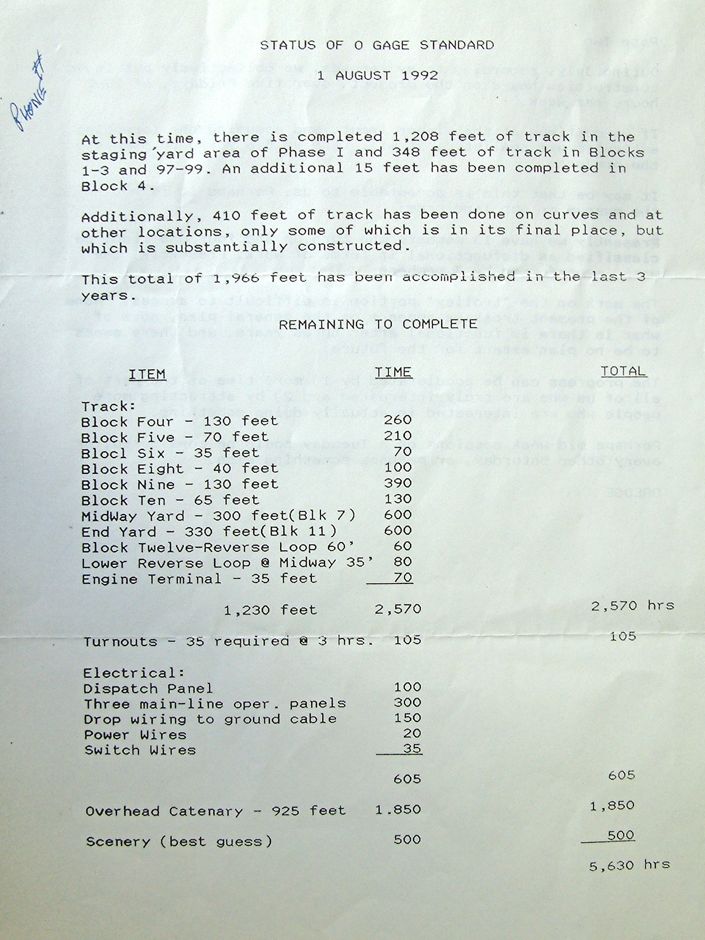 STATUS OF O GAGE STANDARD
1 AUGUST 1992
PHONE IT
At this time, there is completed 1,208 feet of track in the
staging yard area of Phase I and 348 feet of track in Blocks
1-3 and 97-99. An additional 15 feet has been completed in
Block 4.
Additionally, 410 feet of track has been done on curves and at
other locations, only some of which is in its final place, but
which is substantially constructed.
This total of 1,966 feet has been accomplished in the last 3
years.
REMAINING TO COMPLETE
ITEM TIME TOTAL
Track:
Block Four - 130 feet 260
Block Five - 70 feet 210
Blocl Six - 35 feet 70
Block Eight - 40 feet 100
Block Nine - 130 feet 390
Block Ten - 65 feet 130
MidWay Yard - 300 feet(Blk 7) 600
End Yard - 330 feet(Blk 11) 600
Block Twelve-Reverse Loop 60' 60
Lower Reverse Loop @ Midway 35' 80
Engine Terminal - 35 feet 70
1,230 feet 2,570 2,570 hrs
Turnouts - 35 required @ 3 hrs. 105 105
Electrical:
Dispatch Panel 100
Three main-line oper. panels 300
Drop wiring to ground cable 150
Power Wires 20
Switch Wires 35
605 605
Overhead Catenary - 925 feet 1.850 1,850
Scenery (best guess) 500 500
5,630 hrs